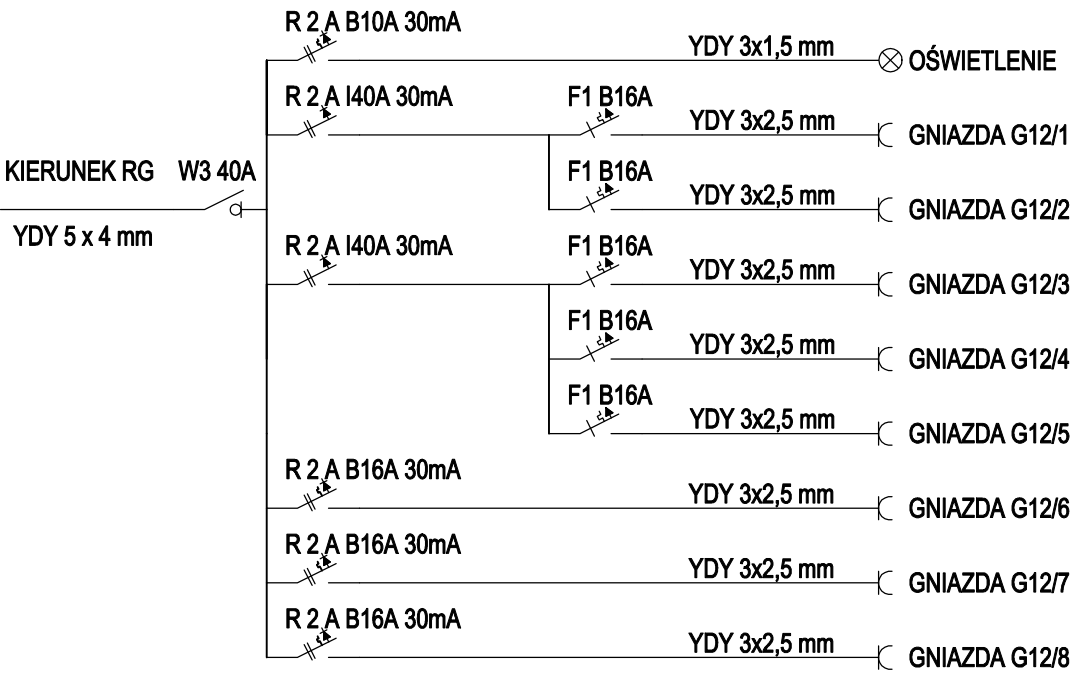 R 2 A B10A 30mA
YDY 3x1,5 mm
OŚWIETLENIE
R 2 A I40A 30mA
F1 B16A
YDY 3x2,5 mm
GNIAZDA G12/1
KIERUNEK RG
W3 40A
F1 B16A
YDY 3x2,5 mm
GNIAZDA G12/2
YDY 5 x 4 mm
R 2 A I40A 30mA
F1 B16A
YDY 3x2,5 mm
GNIAZDA G12/3
F1 B16A
YDY 3x2,5 mm
GNIAZDA G12/4
F1 B16A
YDY 3x2,5 mm
GNIAZDA G12/5
R 2 A B16A 30mA
YDY 3x2,5 mm
GNIAZDA G12/6
R 2 A B16A 30mA
YDY 3x2,5 mm
GNIAZDA G12/7
R 2 A B16A 30mA
YDY 3x2,5 mm
GNIAZDA G12/8